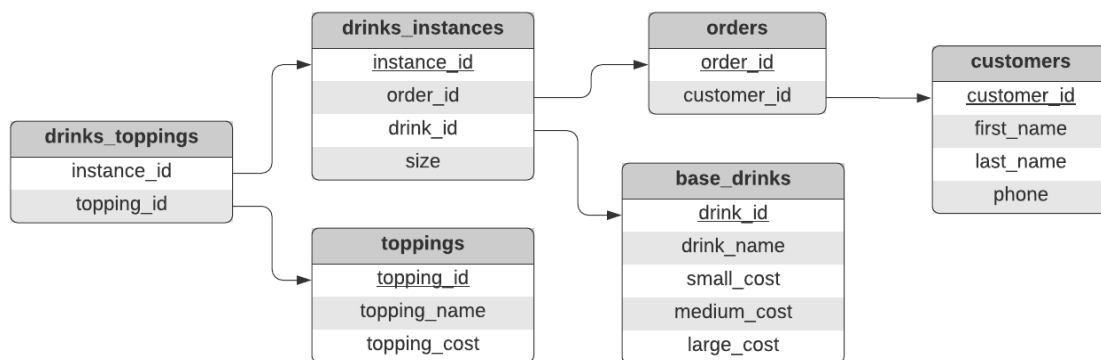 drinks_toppings
instance_id
topping_id
drinks_instances
instance_id
order_id
drink_id
size
toppings
topping_id
topping_name
topping_cost
orders
order_id
customer_id
base_drinks
drink_id
drink_name
small_cost
medium_cost
large_cost
customers
customer_id
first_name
last_name
phone